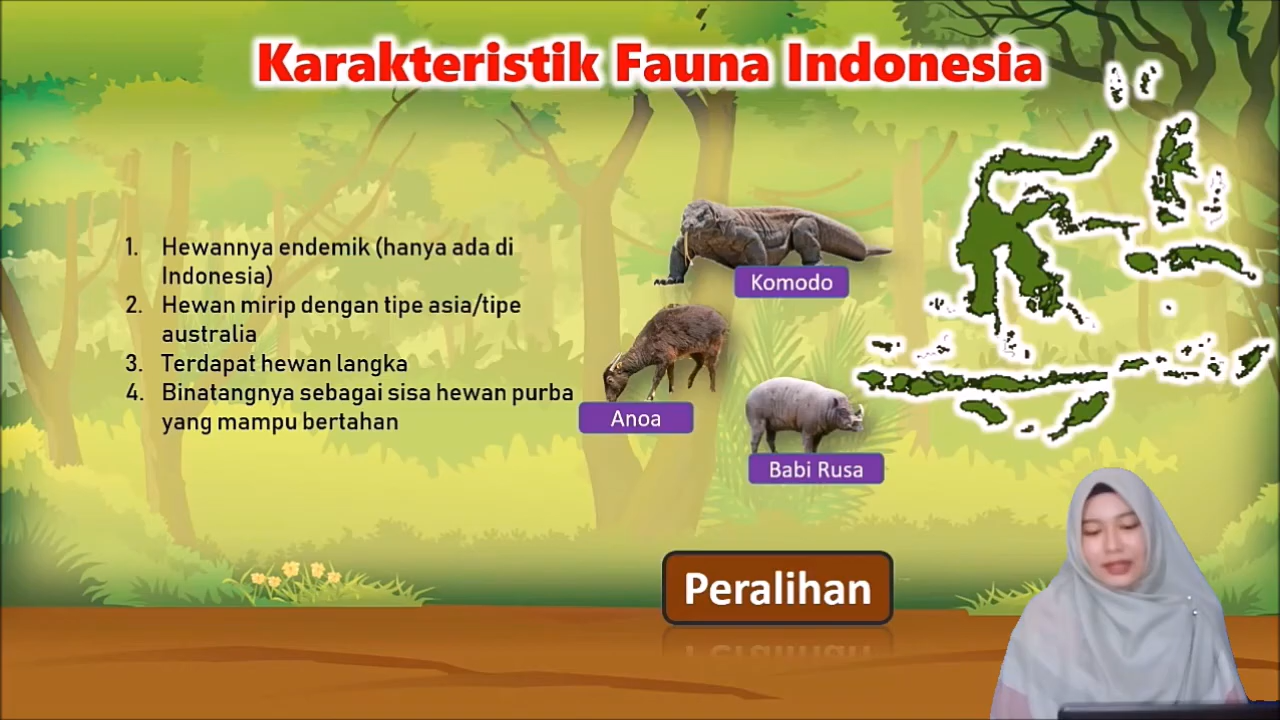 Karakteristik Fauna Indonesia
1. Hewannya endemik (hanya ada di
Indonesia)
2. Hewan mirip dengan tipe asia/tipe
australia
3. Terdapat hewan langka
4. Binatangnya sebagai sisa hewan purba
yang mampu bertahan
Komodo
Anoa
Babi Rusa
Peralihan